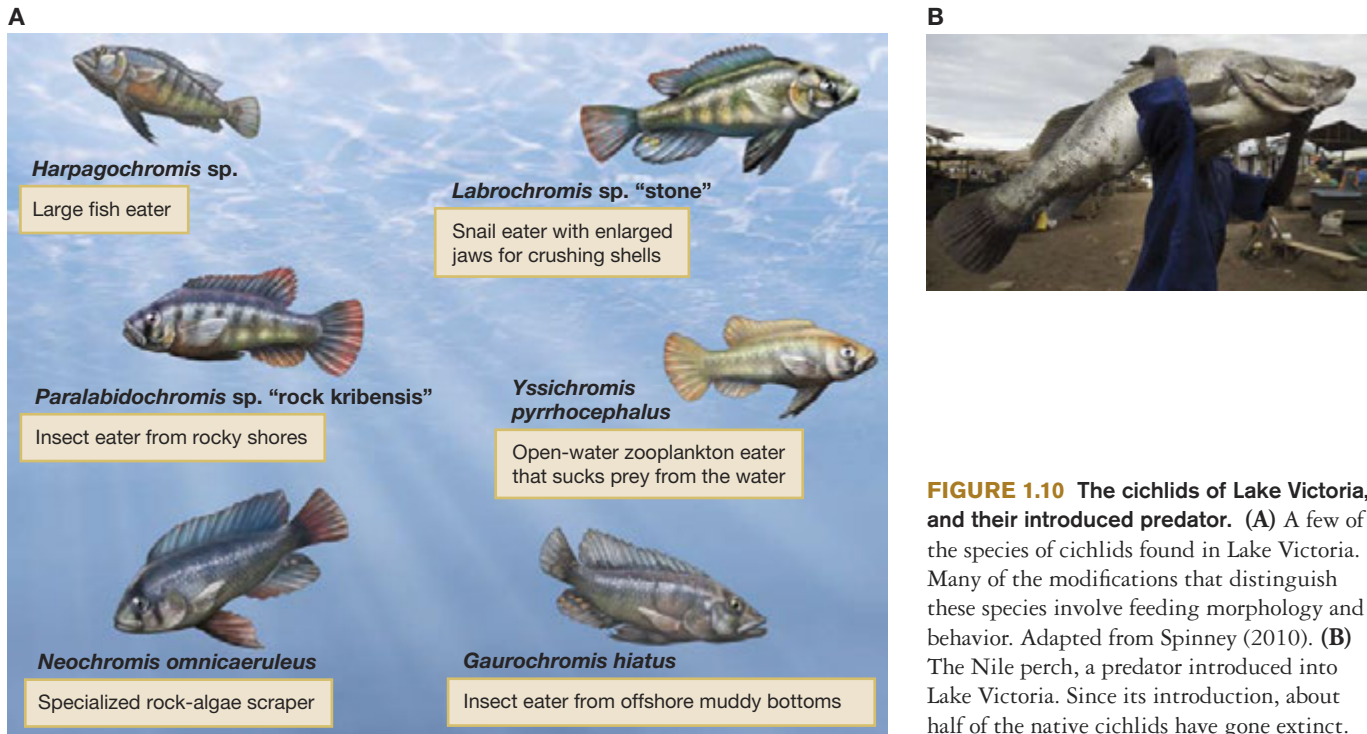 A
Harpagochromis sp.
Large fish eater
Labrochromis sp. “stone”
Snail eater with enlarged
jaws for crushing shells
Paralabidochromis sp. “rock kribensis”
Insect eater from rocky shores
Yssichromis
pyrrhocephalus
Open-water zooplankton eater
that sucks prey from the water
Neochromis omnicaeruleus
Specialized rock-algae scraper
Gaurochromis hiatus
Insect eater from offshore muddy bottoms
B
FIGURE 1.10 The cichlids of Lake Victoria,
and their introduced predator. (A) A few of
the species of cichlids found in Lake Victoria.
Many of the modifications that distinguish
these species involve feeding morphology and
behavior. Adapted from Spinney (2010). (B)
The Nile perch, a predator introduced into
Lake Victoria. Since its introduction, about
half of the native cichlids have gone extinct.